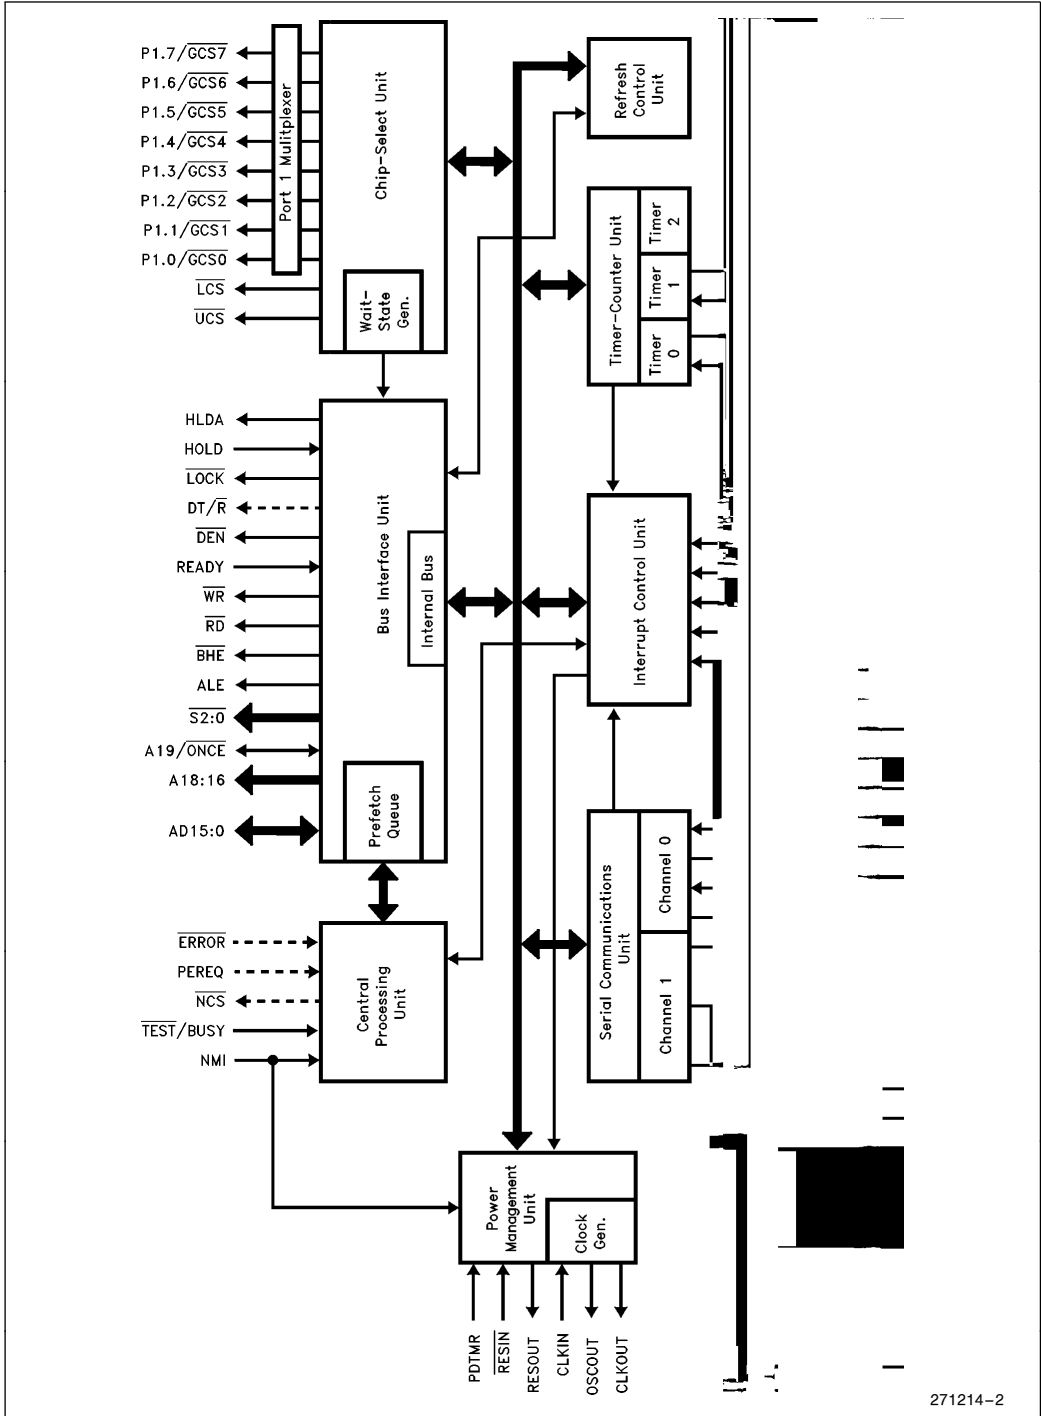 P1.7/GCS7
P1.6/GCS6
P1.5/GCS5
P1.4/GCS4
P1.3/GCS3
P1.2/GCS2
P1.1/GCS1
P1.0/GCS0
LCS
UCS
Port 1 Mulitplexer
Chip-Select Unit
Wait-
State
Gen.
Refresh
Control
Unit
Timer-Counter Unit
Timer
2
Timer
1
Timer
0
HLDA
HOLD
LOCK
DT/R
DEN
READY
WR
RD
BHE
ALE
S2:0
A19/ONCE
A18:16
AD15:0
Bus Interface Unit
Internal Bus
Prefetch
Queue
Interrupt Control Unit
ERROR
PEREQ
NCS
TEST/BUSY
NMI
Central
Processing
Unit
Serial Communications
Unit
Channel 0
Channel 1
Power
Management
Unit
Clock
Gen.
PDTMR
RESIN
RESOUT
CLKIN
OSCOUT
CLKOUT
271214-2